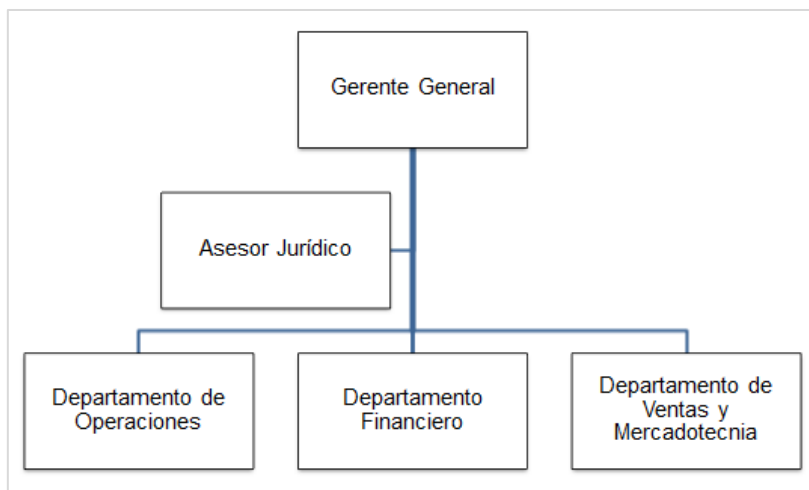 Gerente General
Asesor Jurídico
Departamento de
Operaciones
Departamento
Financiero
Departamento de
Ventas y
Mercadotecnia